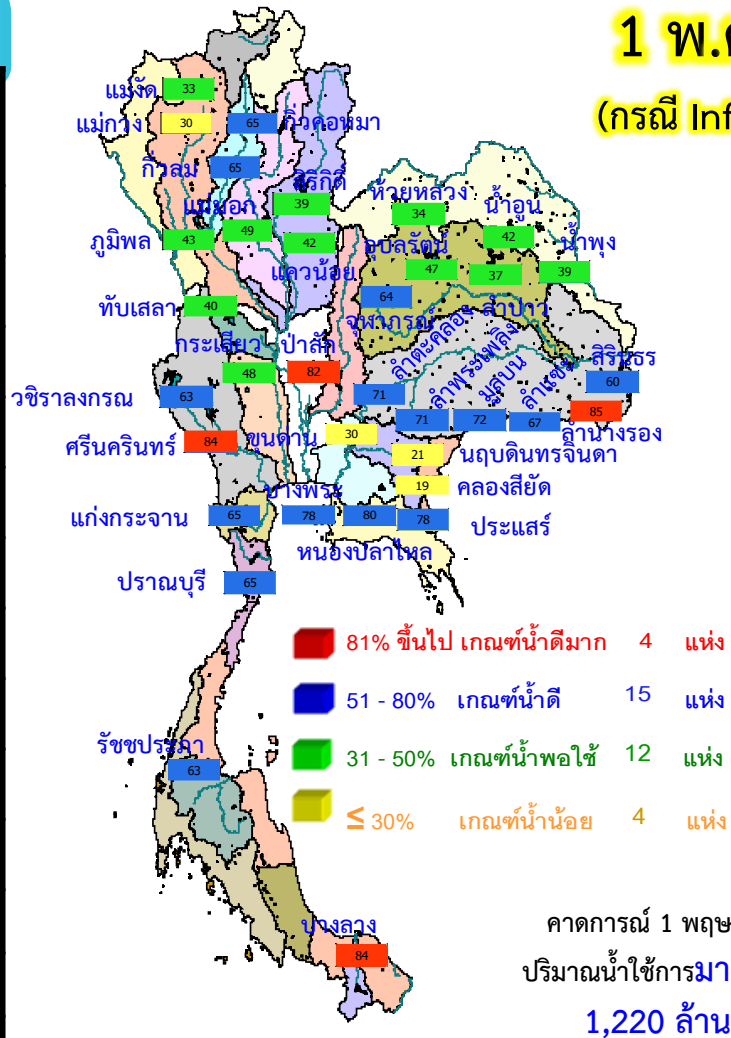 1 พ.ค
(กรณี Inf
แม่งัด 33
แม่กวง 30 65 กิ่วคอหมา
กิ่วลม 65
แม่มอก 49 สิริกิติ์ 39
ห้วยหลวง 34 น้ำอูน 42
ภูมิพล 43 แควน้อย 42 อุบลรัตน์ 47 ลำปาว 37 น้ำพุง 39
ทับเสลา 40 จุฬาภรณ์ 64
กระเสียว 48 ป่าสัก 82 ลำตะคลอง 71 ลำพระเพลิง 71 มูลบน 72 ลำแซะ 67 สิรินธร 60
วชิราลงกรณ 63 ลำนางรอง 85
ศรีนครินทร์ 84 ขุนด่าน 30 21 นฤบดินทรจินดา
19 คลองสียัด
แก่งกระจาน 65 บางพระ 78 80 78 ประแสร์
หนองปลาไหล
ปราณบุรี 65
81% ขึ้นไป เกณฑ์น้ำดีมาก 4 แห่ง
51 - 80% เกณฑ์น้ำดี 15 แห่ง
รัชชประภา 63
31 - 50% เกณฑ์น้ำพอใช้ 12 แห่ง
≤ 30% เกณฑ์น้ำน้อย 4 แห่ง
บางลาง 84
คาดการณ์ 1 พฤษ
ปริมาณน้ำใช้การมา
1,220 ล้าน